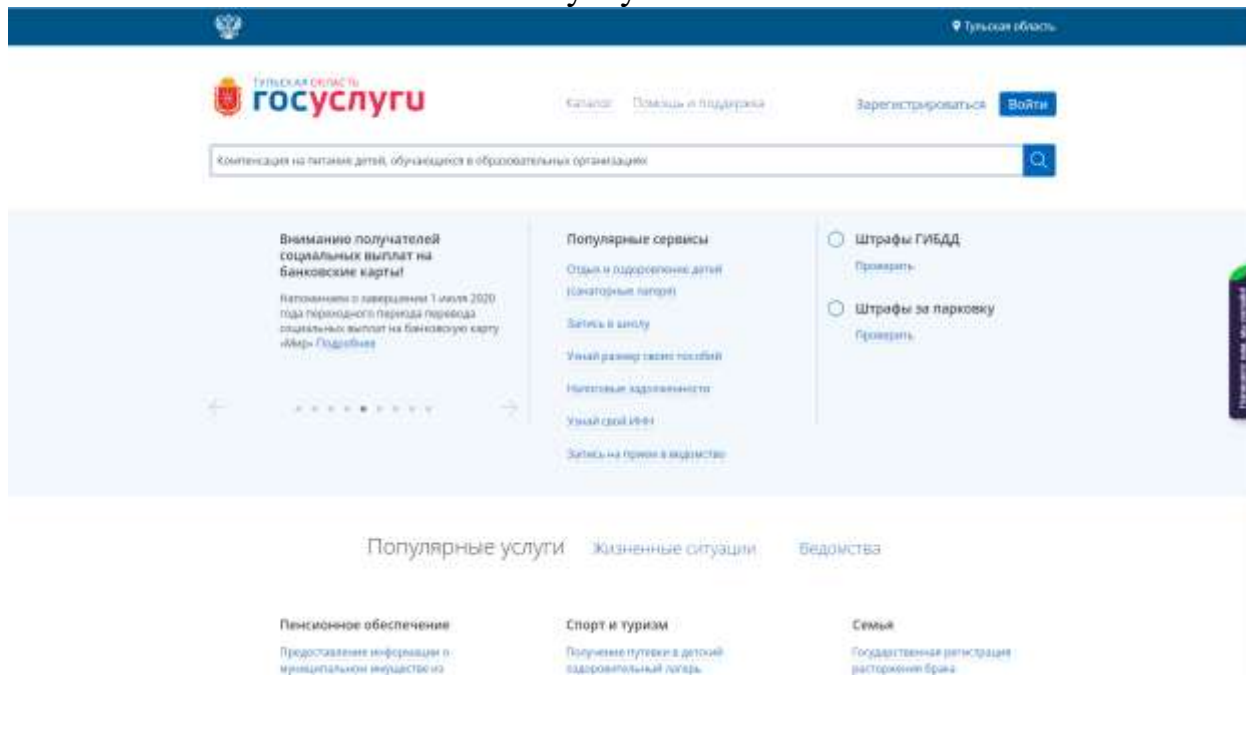 Тульская область
ТУЛЬСКАЯ ОБЛАСТЬ
госуслуги
Каталог Помощь и поддержка
Зарегистрироваться Войти
Компенсация на питание детей, обучающихся в образовательных организациях
Вниманию получателей
социальных выплат на
банковские карты!
Напоминаем о завершении 1 июля 2020
года переходного периода перевода
социальных выплат на банковскую карту
«Мир» Подробнее
Популярные сервисы
Отдых и оздоровление детей
(санаторные лагеря)
Запись в школу
Узнай размер своих пособий
Налоговые задолженности
Узнай свой ИНН
Запись на прием в ведомство
Штрафы ГИБДД
Проверить
Штрафы за парковку
Проверить
Популярные услуги Жизненные ситуации Ведомства
Пенсионное обеспечение
Предоставление информации о
муниципальном имуществе из
Спорт и туризм
Получение путевки в детский
оздоровительный лагерь
Семья
Государственная регистрация
расторжения брака